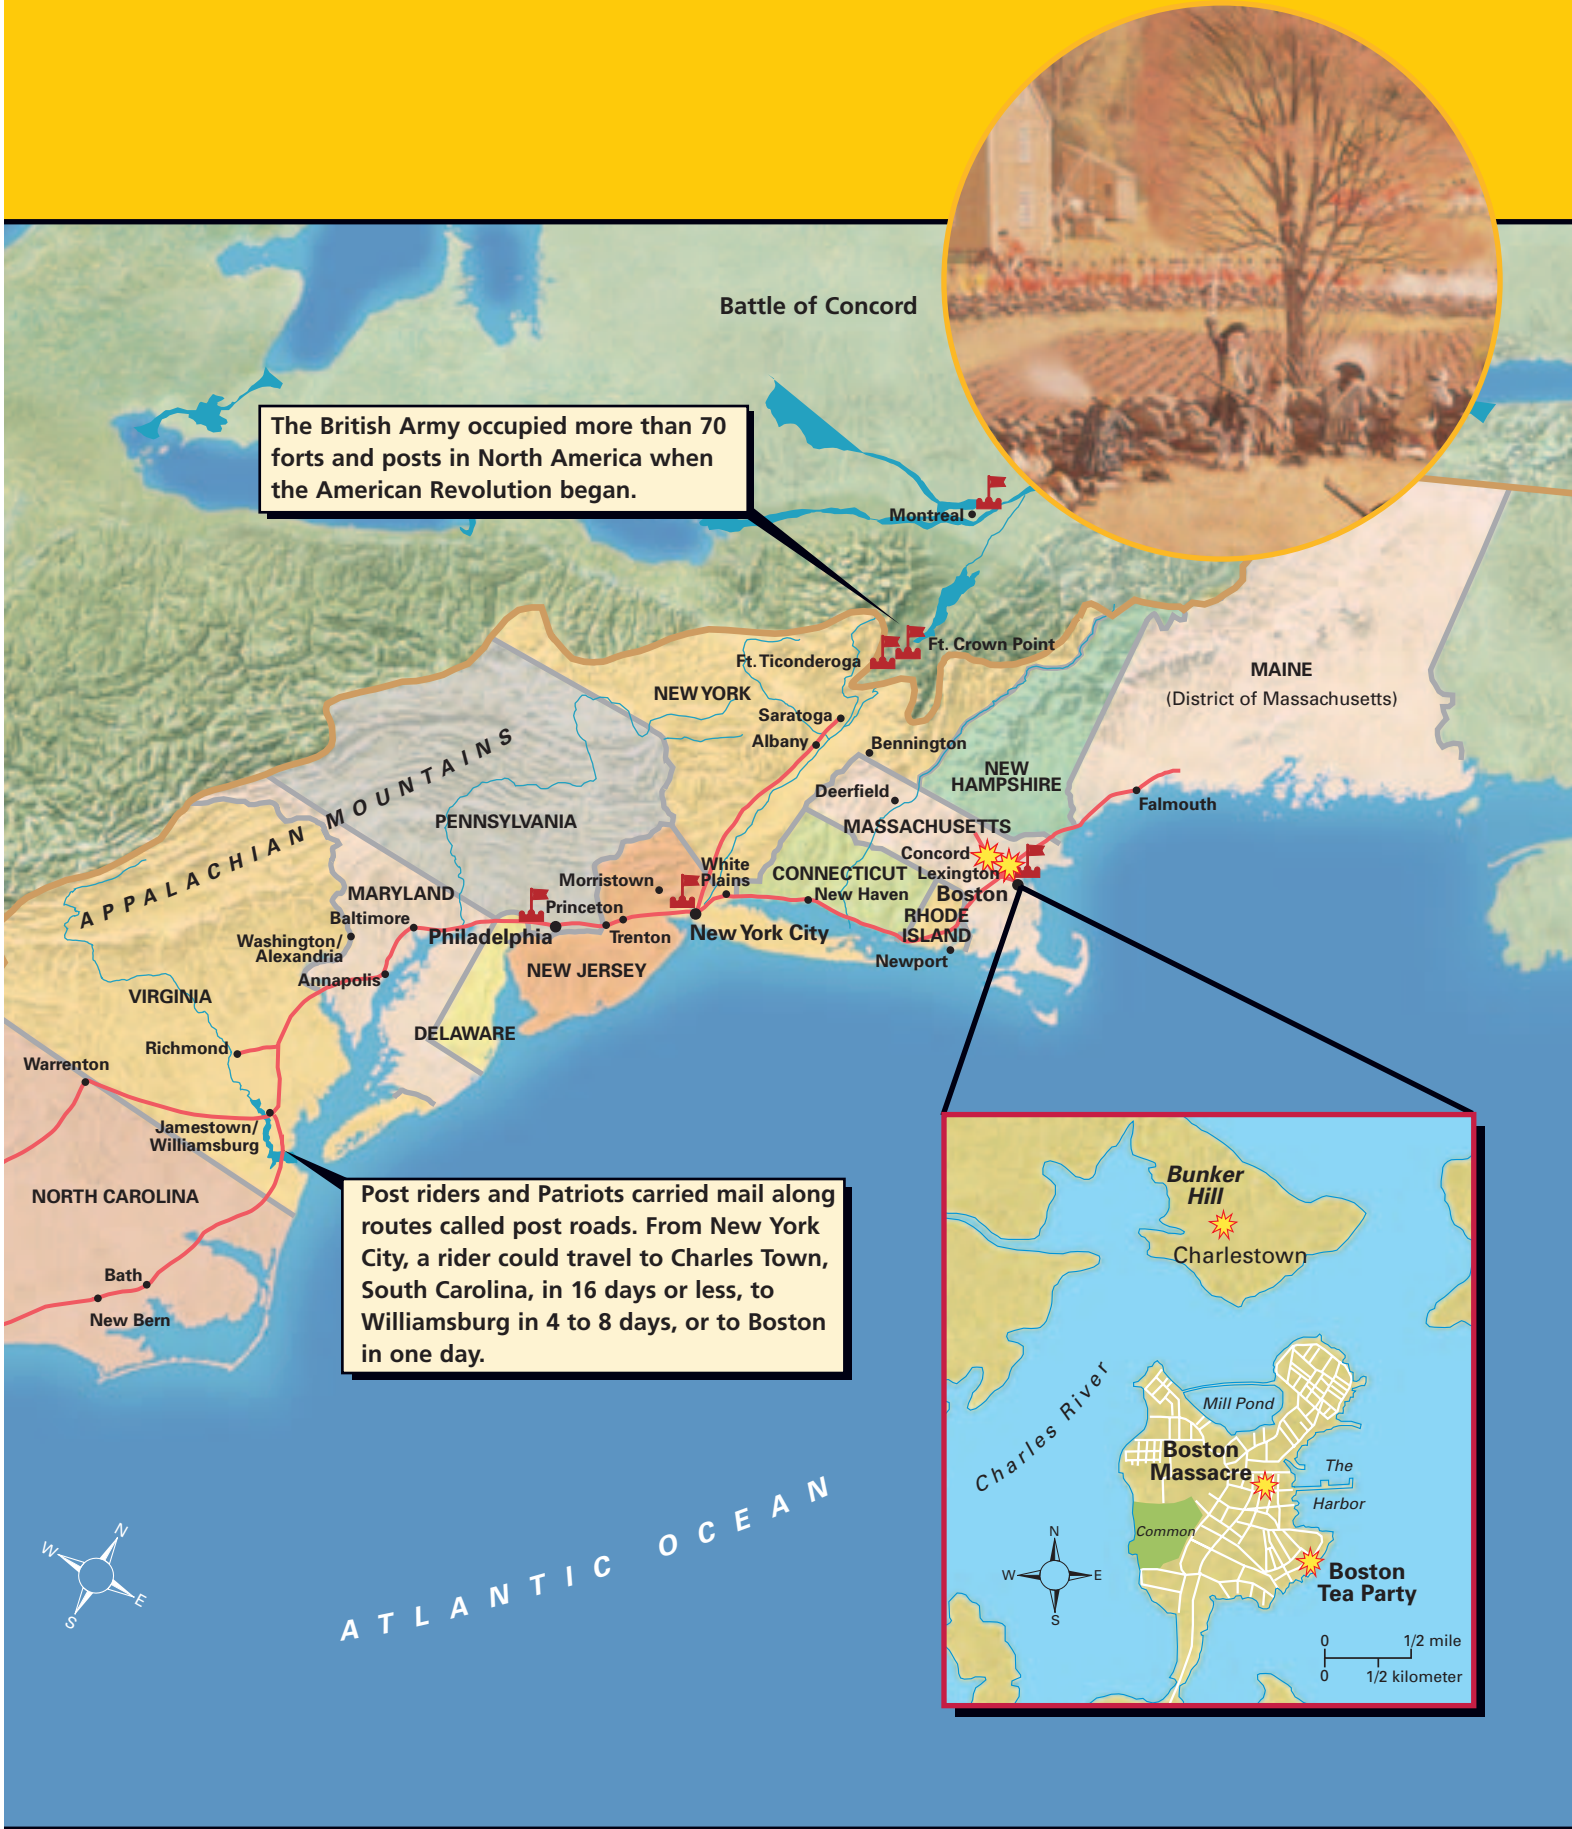 Battle of Concord
The British Army occupied more than 70
forts and posts in North America when
the American Revolution began.
Montreal
Ft. Crown Point
Ft. Ticonderoga
MAINE
(District of Massachusetts)
NEW YORK
Saratoga
Albany
Bennington
APPALACHIAN MOUNTAINS
NEW
HAMPSHIRE
Deerfield
Falmouth
PENNSYLVANIA
MASSACHUSETTS
Concord
White
Plains
CONNECTICUT
Lexington
Morristown
MARYLAND
New Haven
Boston
Princeton
Baltimore
RHODE
ISLAND
Philadelphia
Trenton
New York City
Washington/
Alexandria
Newport
NEW JERSEY
Annapolis
VIRGINIA
DELAWARE
Richmond
Warrenton
Jamestown/
Williamsburg
NORTH CAROLINA
Post riders and Patriots carried mail along
routes called post roads. From New York
City, a rider could travel to Charles Town,
South Carolina, in 16 days or less, to
Williamsburg in 4 to 8 days, or to Boston
in one day.
Bath
New Bern
ATLANTIC OCEAN
N
W
E
S
Bunker
Hill
Charlestown
Charles River
Mill Pond
Boston
Massacre
The
Harbor
Common
N
W
E
S
Boston
Tea Party
0
1/2 mile
0
1/2 kilometer